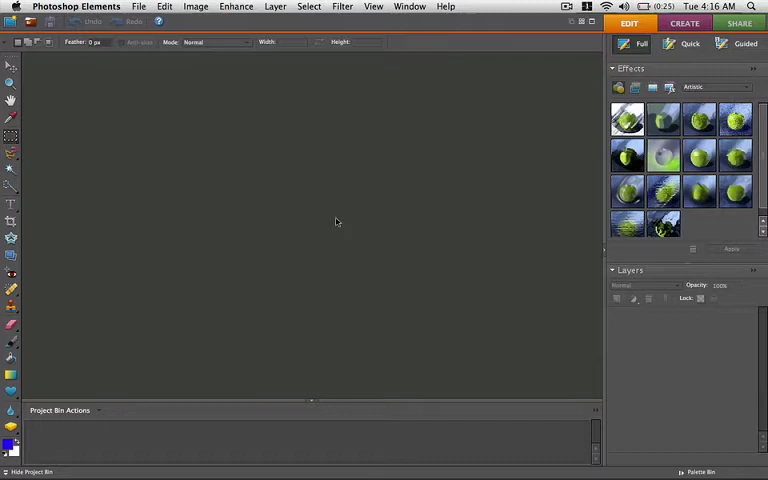 Photoshop Elements File Edit Image Enhance Layer Select Filter View Window Help (0:25) Tue 4:16 AM
Undo Redo EDIT CREATE SHARE
Feather: 0 px Anti-alias Mode: Normal Width: Height: Full Quick Guided
Effects
Artistic
Apply
Layers
Normal Opacity: 100%
Lock:
Project Bin Actions
Hide Project Bin Palette Bin